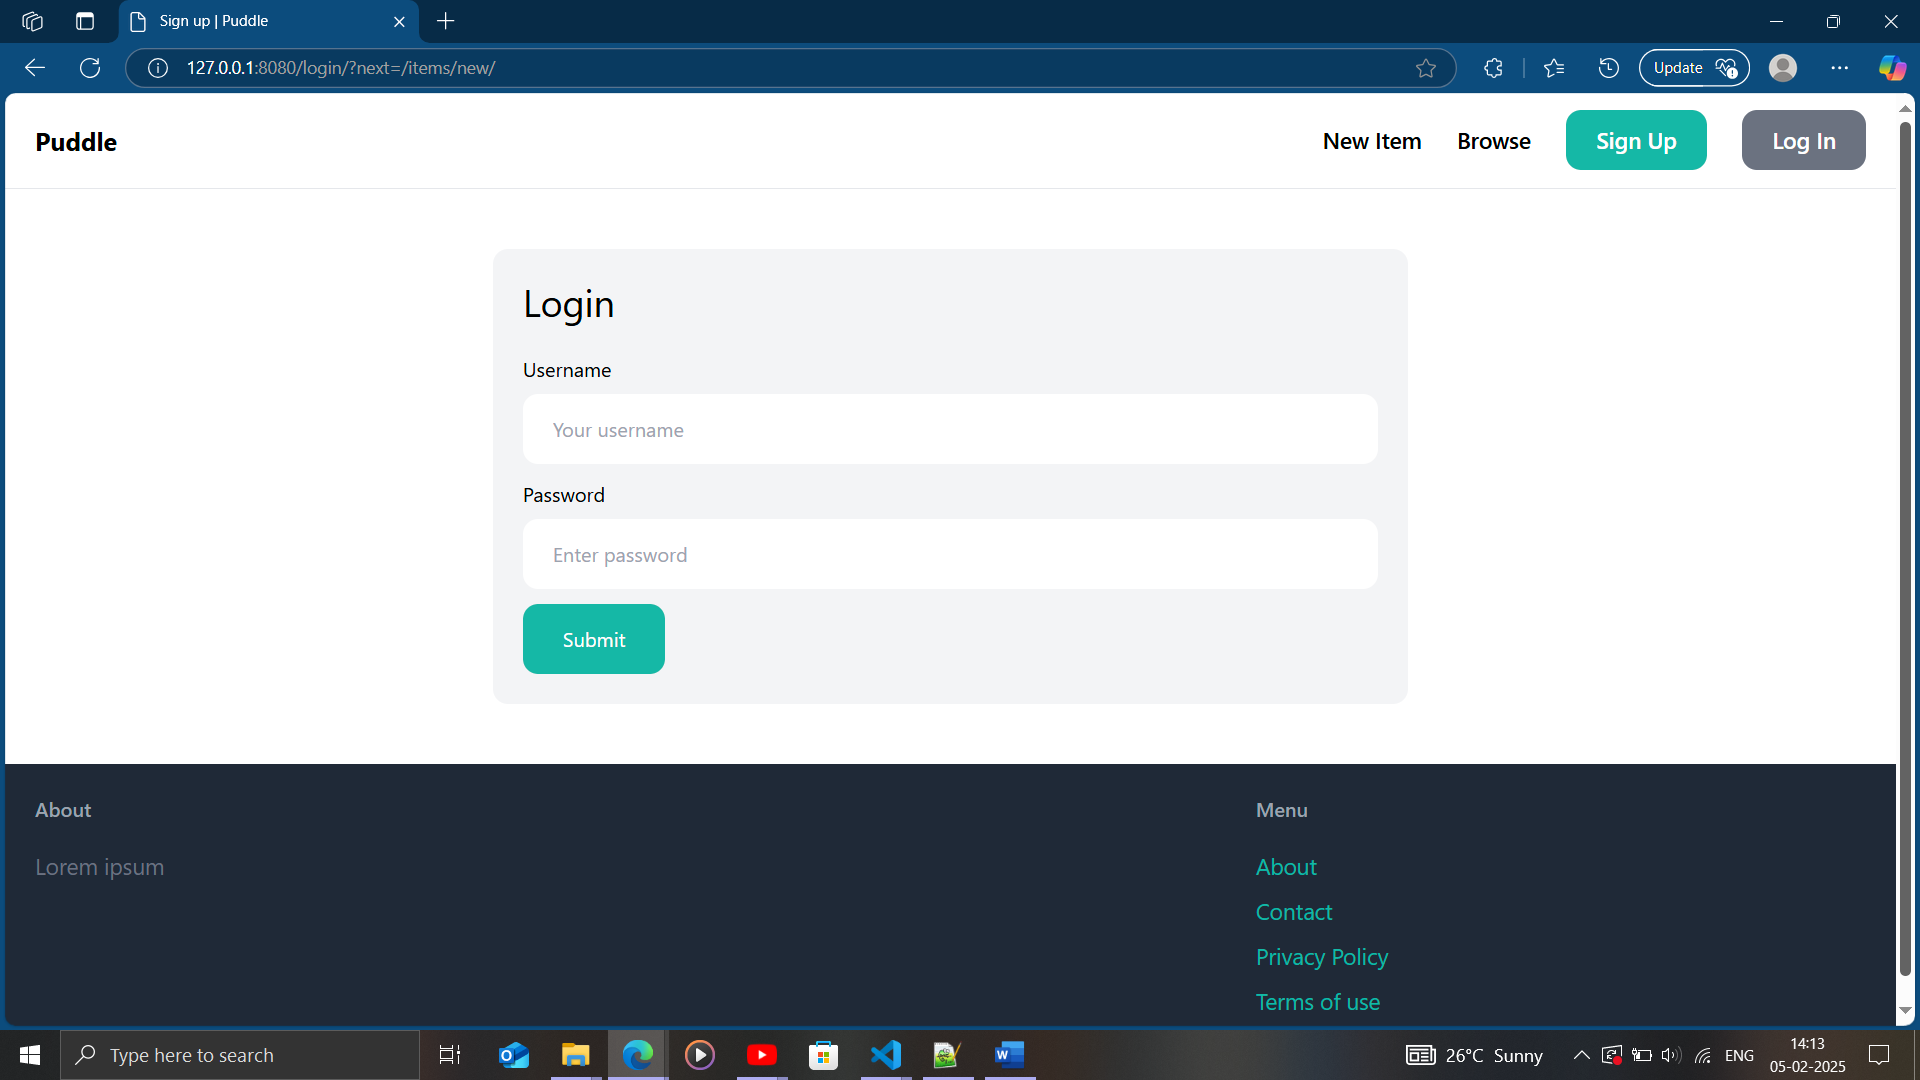 Sign up | Puddle
127.0.0.1:8080/login/?next=/items/new/
Update
Puddle
New Item
Browse
Sign Up
Log In
Login
Username
Your username
Password
Enter password
Submit
About
Lorem ipsum
Menu
About
Contact
Privacy Policy
Terms of use
Type here to search
26°C Sunny
ENG
14:13
05-02-2025